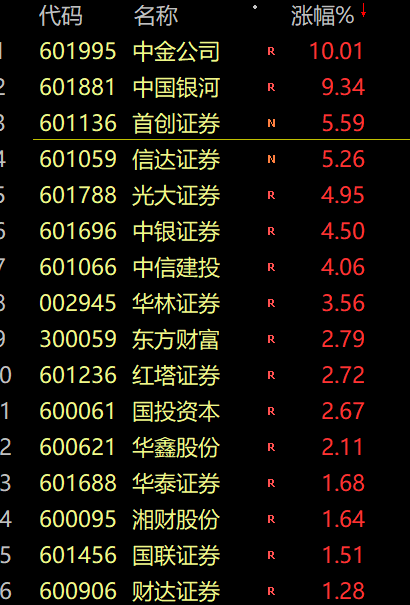 代码 名称 涨幅%
1 601995 中金公司 R 10.01
2 601881 中国银河 R 9.34
3 601136 首创证券 N 5.59
4 601059 信达证券 N 5.26
5 601788 光大证券 R 4.95
6 601696 中银证券 R 4.50
7 601066 中信建投 R 4.06
8 002945 华林证券 R 3.56
9 300059 东方财富 R 2.79
0 601236 红塔证券 R 2.72
1 600061 国投资本 R 2.67
2 600621 华鑫股份 R 2.11
3 601688 华泰证券 R 1.68
4 600095 湘财股份 R 1.64
5 601456 国联证券 R 1.51
6 600906 财达证券 R 1.28